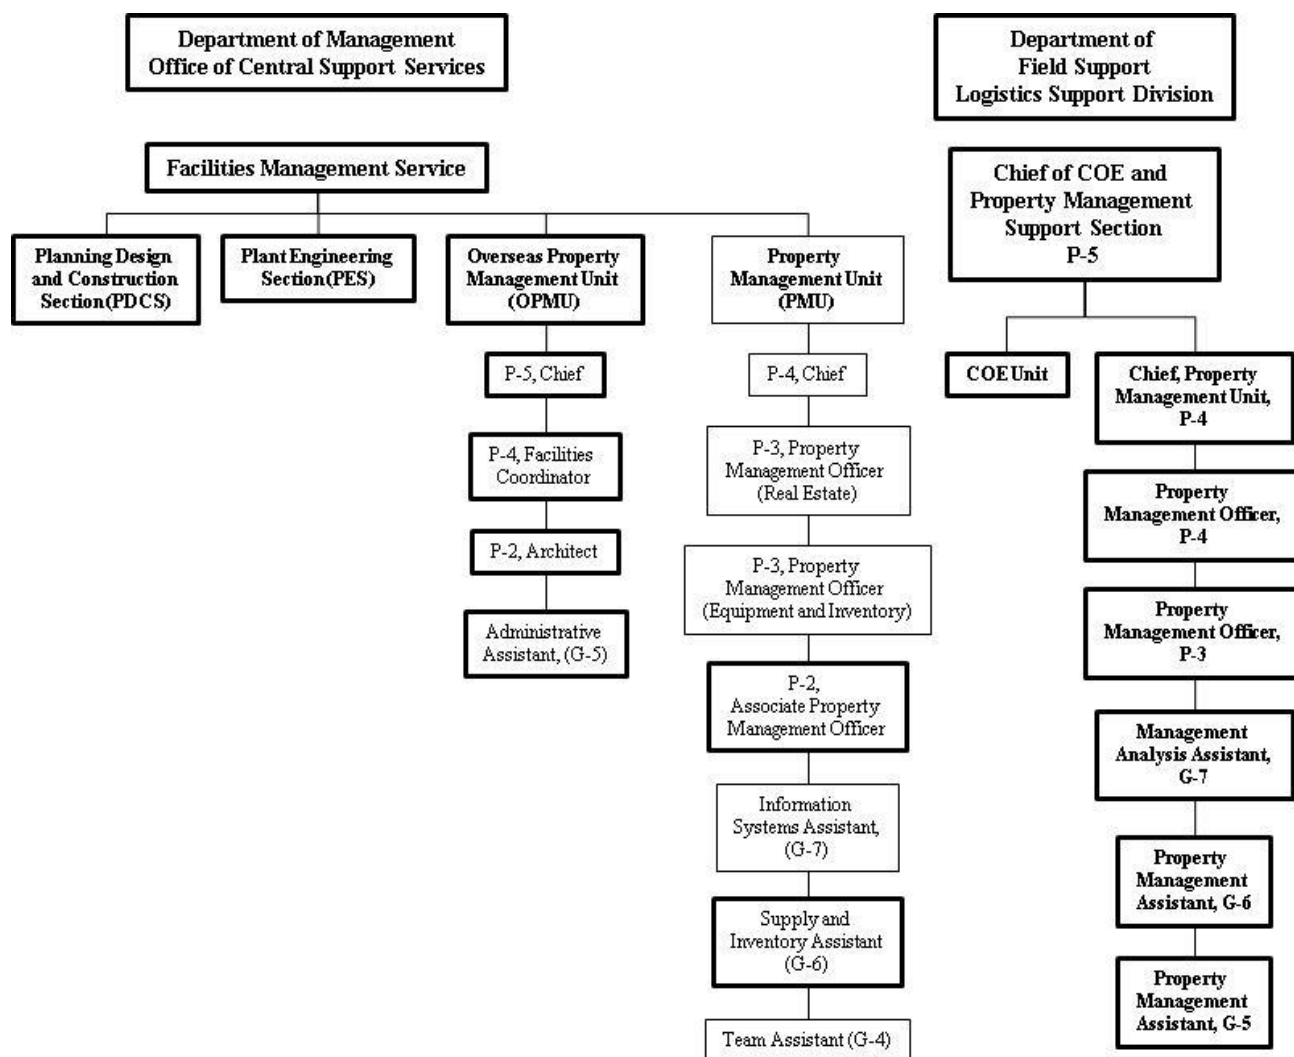 Department of Management
Office of Central Support Services
Department of
Field Support
Logistics Support Division
Facilities Management Service
Chief of COE and
Property Management
Support Section
P-5
Planning Design
and Construction
Section(PDCS)
Plant Engineering
Section(PES)
Overseas Property
Management Unit
(OPMU)
Property
Management Unit
(PMU)
COE Unit
Chief, Property
Management Unit,
P-4
P-5, Chief
P-4, Facilities
Coordinator
P-2, Architect
Administrative
Assistant, (G-5)
P-4, Chief
P-3, Property
Management Officer
(Real Estate)
P-3, Property
Management Officer
(Equipment and Inventory)
P-2,
Associate Property
Management Officer
Information
Systems Assistant,
(G-7)
Supply and
Inventory Assistant
(G-6)
Team Assistant (G-4)
Property
Management Officer,
P-4
Property
Management Officer,
P-3
Management
Analysis Assistant,
G-7
Property
Management
Assistant, G-6
Property
Management
Assistant, G-5